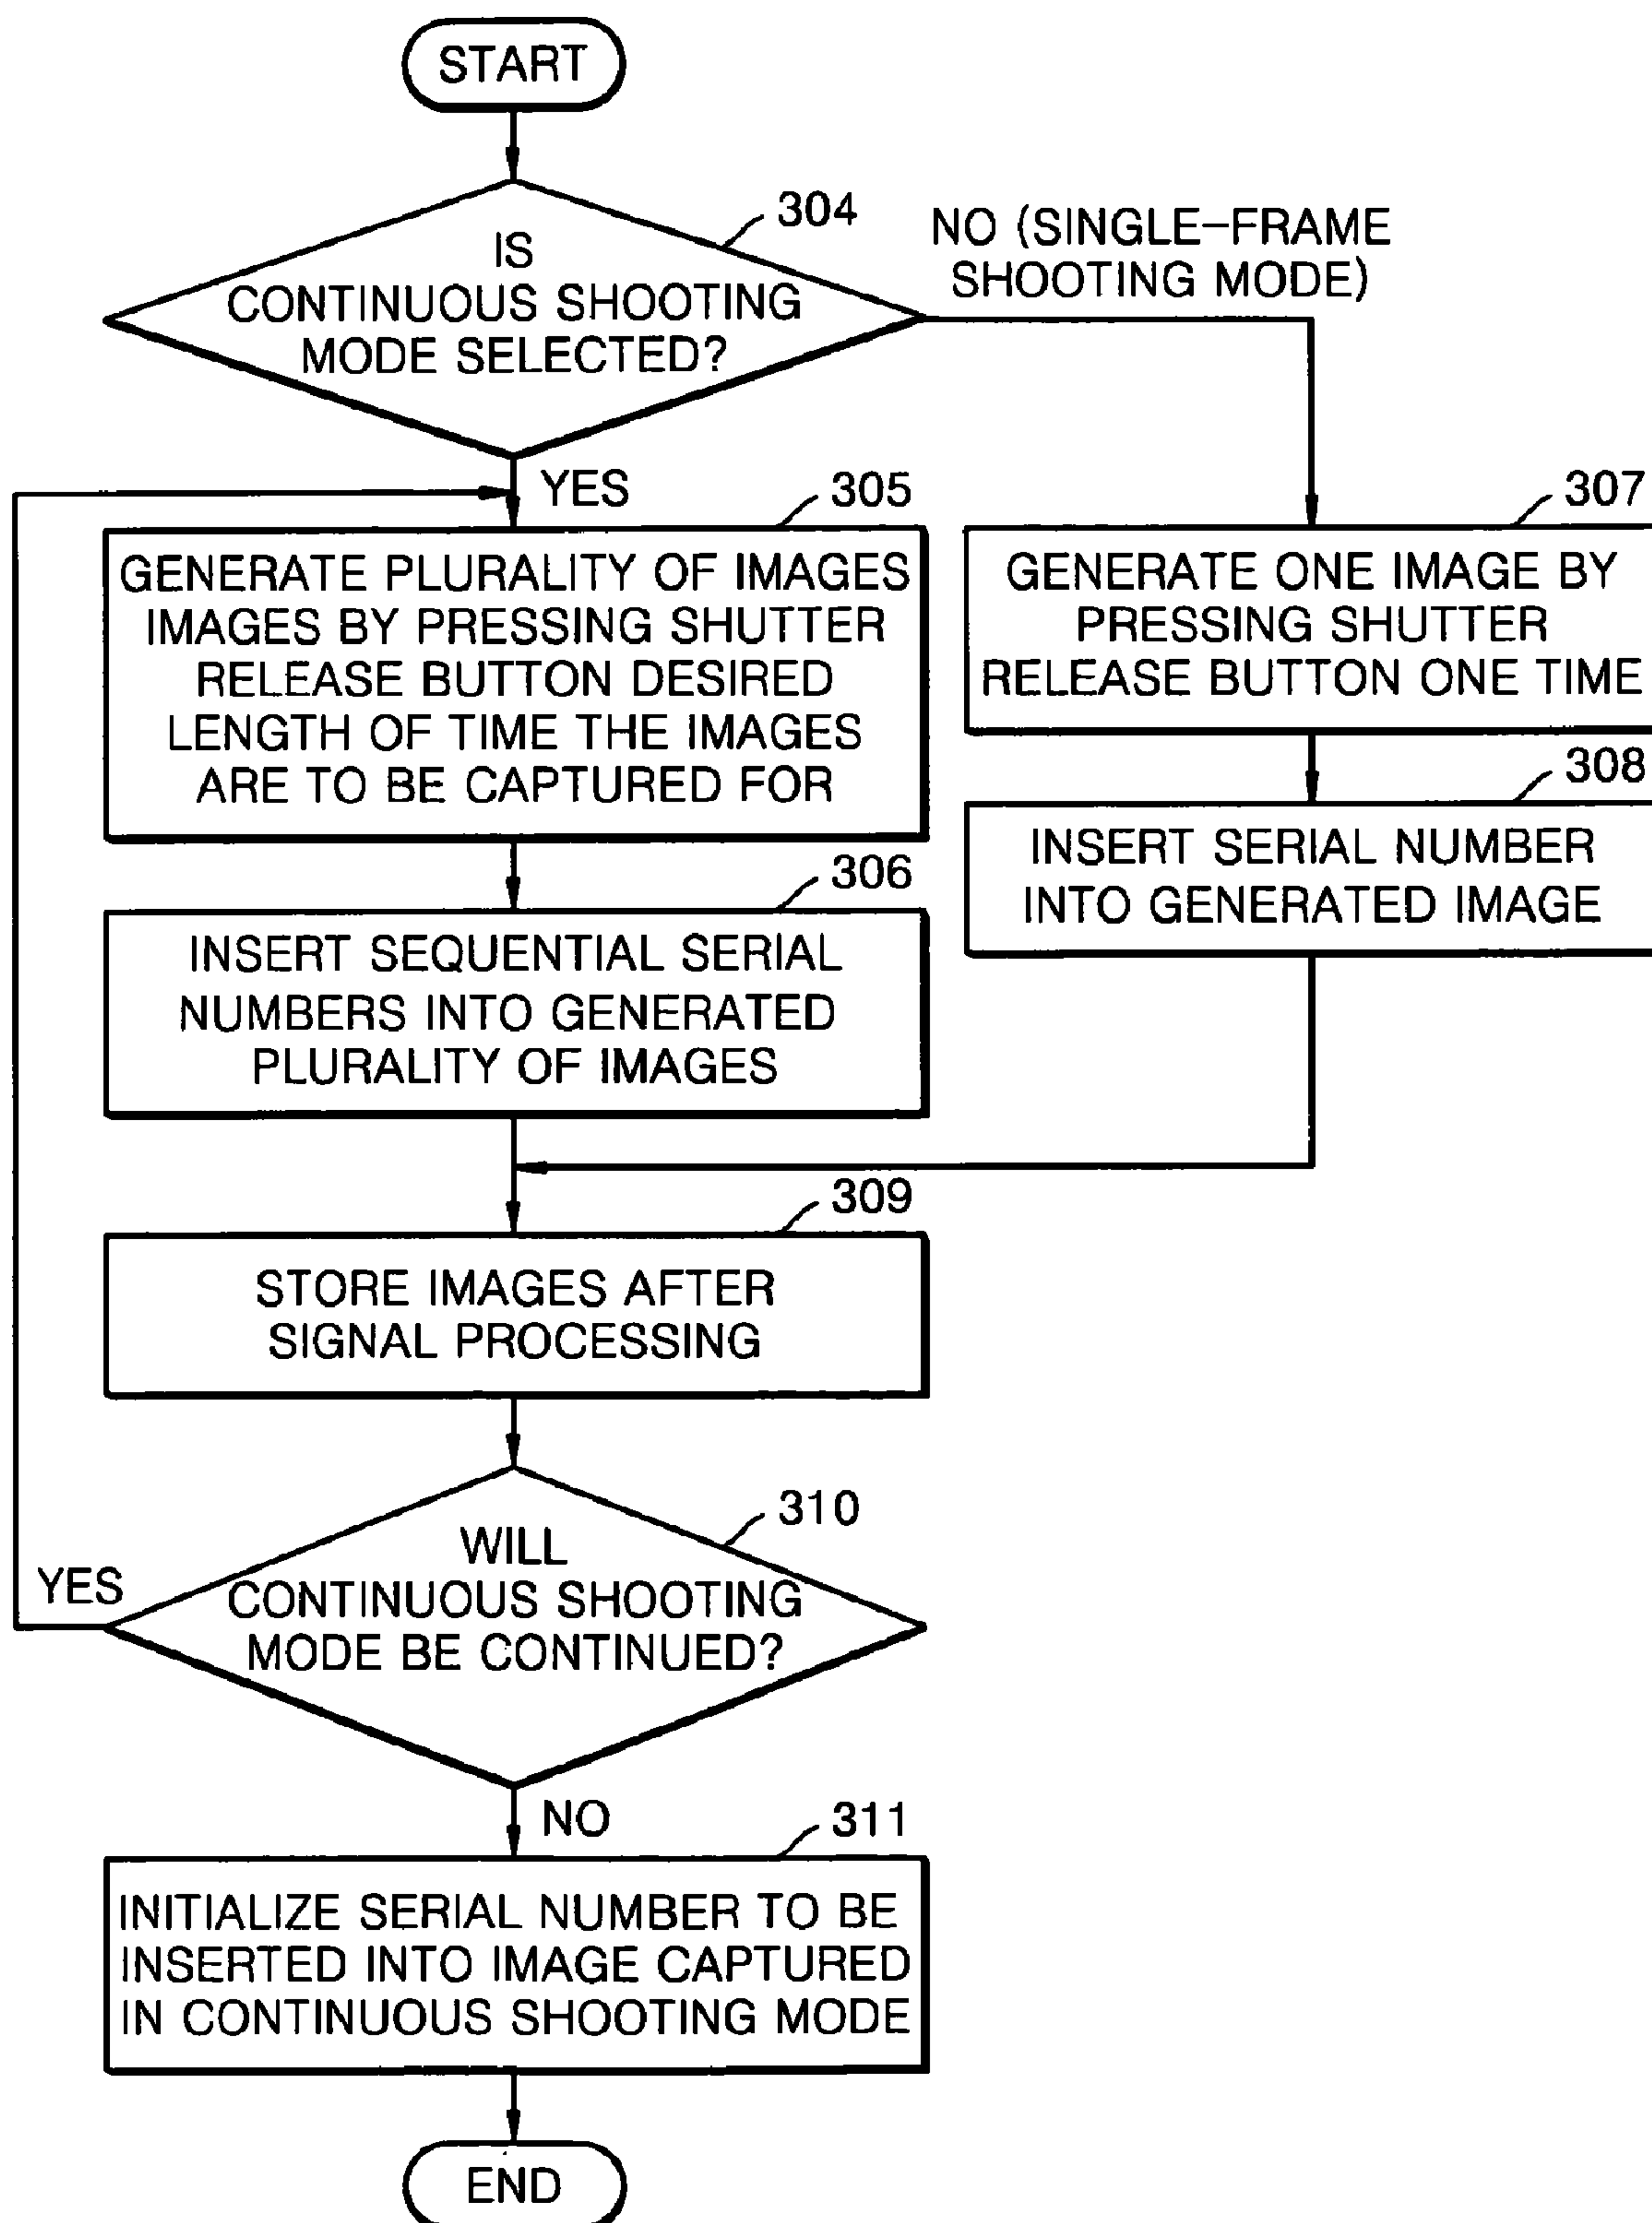 START
304
IS
CONTINUOUS SHOOTING
MODE SELECTED?
NO (SINGLE-FRAME
SHOOTING MODE)
YES
305
GENERATE PLURALITY OF IMAGES
IMAGES BY PRESSING SHUTTER
RELEASE BUTTON DESIRED
LENGTH OF TIME THE IMAGES
ARE TO BE CAPTURED FOR
307
GENERATE ONE IMAGE BY
PRESSING SHUTTER
RELEASE BUTTON ONE TIME
306
INSERT SEQUENTIAL SERIAL
NUMBERS INTO GENERATED
PLURALITY OF IMAGES
308
INSERT SERIAL NUMBER
INTO GENERATED IMAGE
309
STORE IMAGES AFTER
SIGNAL PROCESSING
310
WILL
CONTINUOUS SHOOTING
MODE BE CONTINUED?
YES
NO
311
INITIALIZE SERIAL NUMBER TO BE
INSERTED INTO IMAGE CAPTURED
IN CONTINUOUS SHOOTING MODE
END